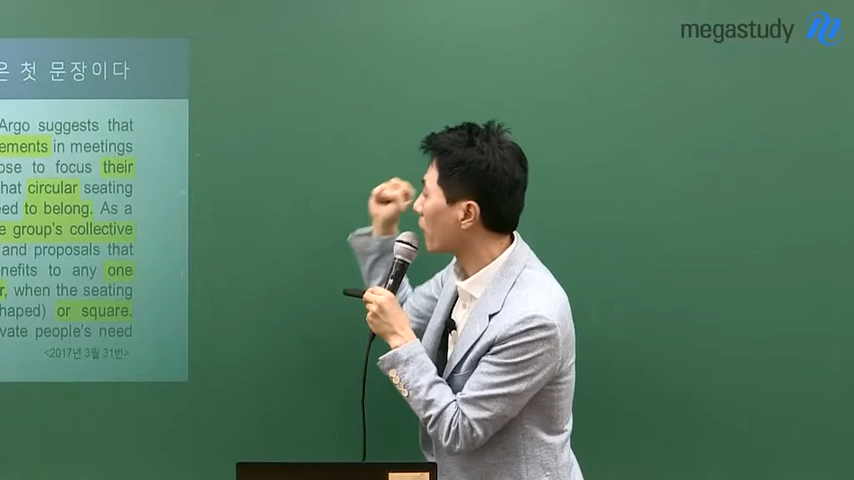 megastudy
은 첫 문장이다
Argo suggests that
ements in meetings
ose to focus their
hat circular seating
eed to belong. As a
e group's collective
and proposals that
nefits to any one
r, when the seating
haped) or square.
vate people's need
<2017년 3월 31번>